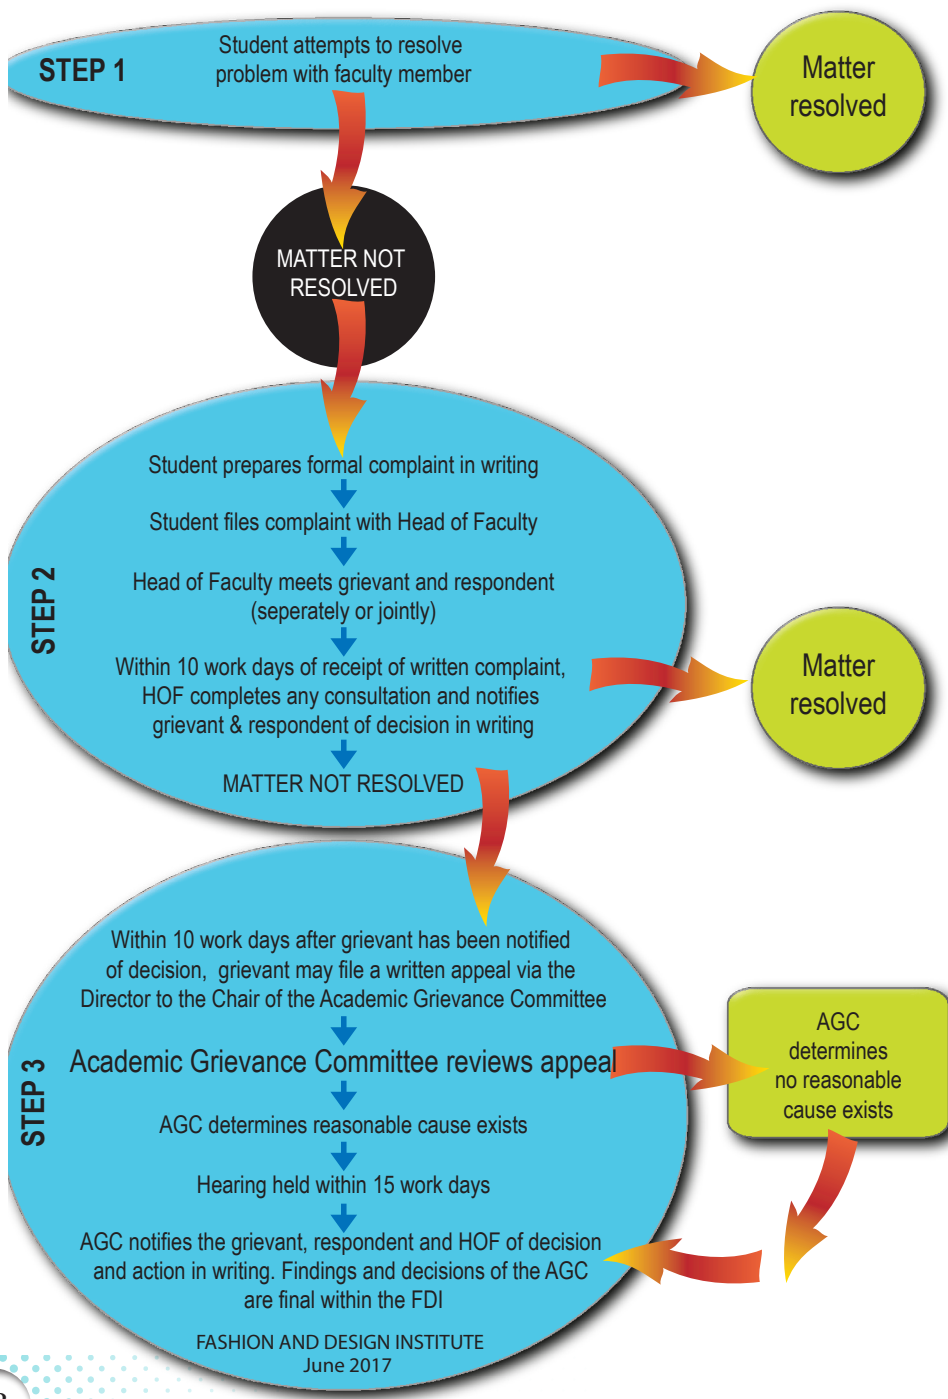 STEP 1
Student attempts to resolve
problem with faculty member
Matter
resolved
MATTER NOT
RESOLVED
STEP 2
Student prepares formal complaint in writing
Student files complaint with Head of Faculty
Head of Faculty meets grievant and respondent
(seperately or jointly)
Within 10 work days of receipt of written complaint,
HOF completes any consultation and notifies
grievant & respondent of decision in writing
Matter
resolved
MATTER NOT RESOLVED
STEP 3
Within 10 work days after grievant has been notified
of decision, grievant may file a written appeal via the
Director to the Chair of the Academic Grievance Committee
Academic Grievance Committee reviews appeal
AGC
determines
no reasonable
cause exists
AGC determines reasonable cause exists
Hearing held within 15 work days
AGC notifies the grievant, respondent and HOF of decision
and action in writing. Findings and decisions of the AGC
are final within the FDI
FASHION AND DESIGN INSTITUTE
June 2017